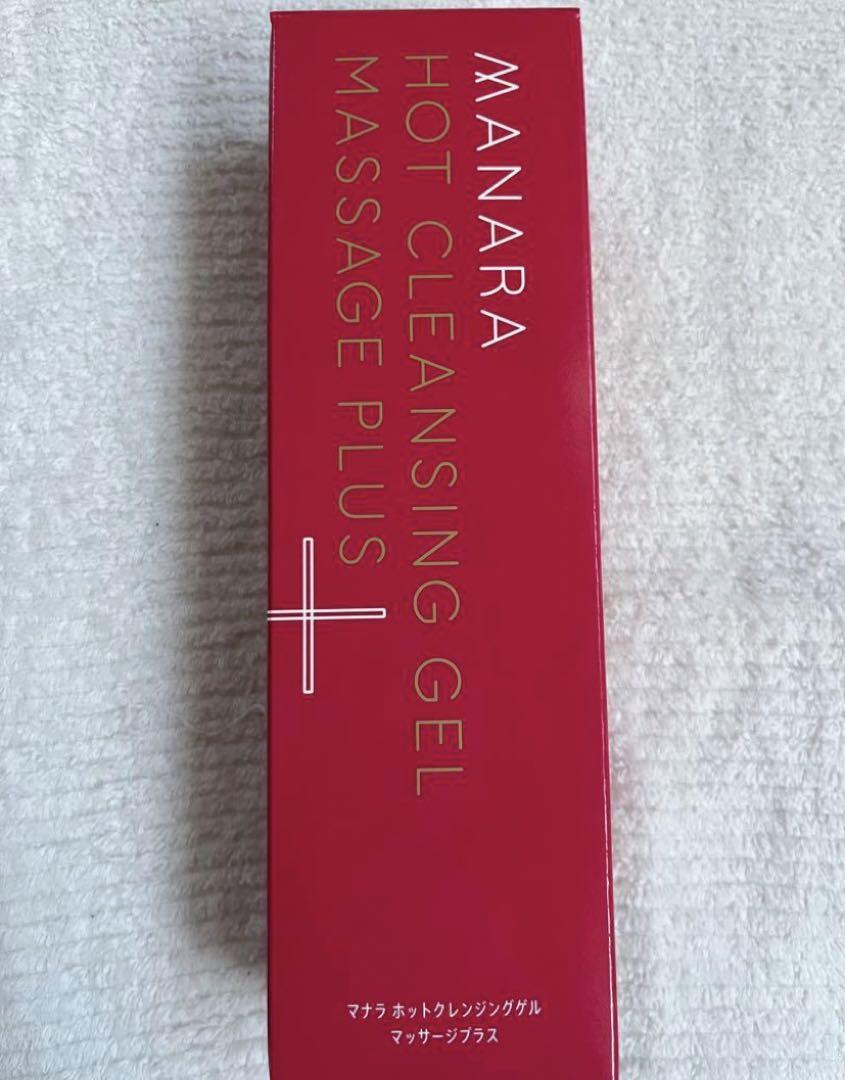 MANARA
HOT CLEANSING GEL
MASSAGE PLUS
マナラ ホットクレンジングゲル
マッサージプラス